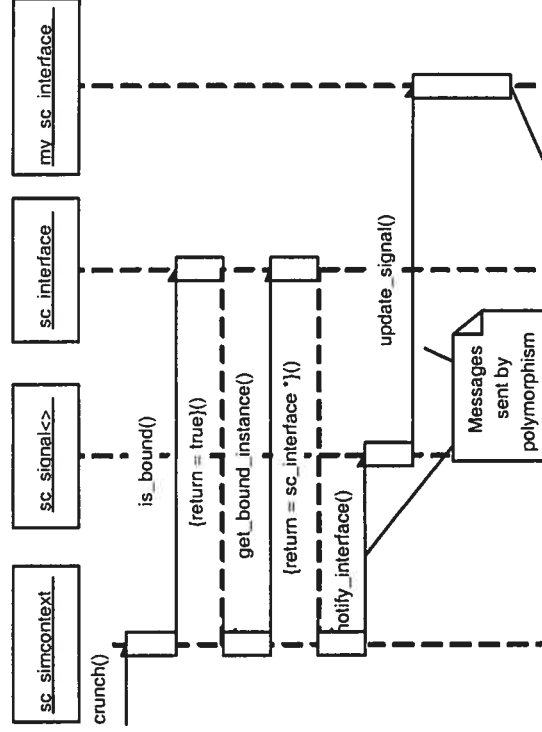 sc_simcontext
sc_signal<>
sc_interface
my_sc_interface
crunch()
is_bound()
{return = true}()
get_bound_instance()
{return = sc_interface *}()
notify_interface()
update_signal()
Messages
sent by
polymorphism